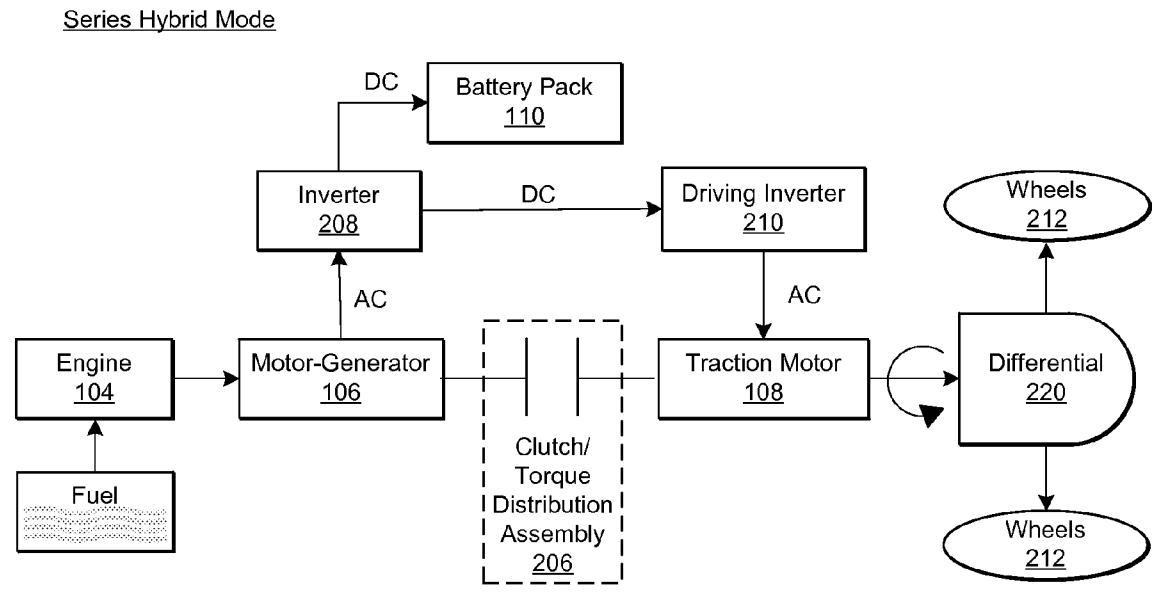 Series Hybrid Mode
DC
Battery Pack
110
Inverter
208
DC
Driving Inverter
210
Wheels
212
AC
AC
Engine
104
Motor-Generator
106
Traction Motor
108
Differential
220
Clutch/
Torque
Distribution
Assembly
206
Fuel
Wheels
212